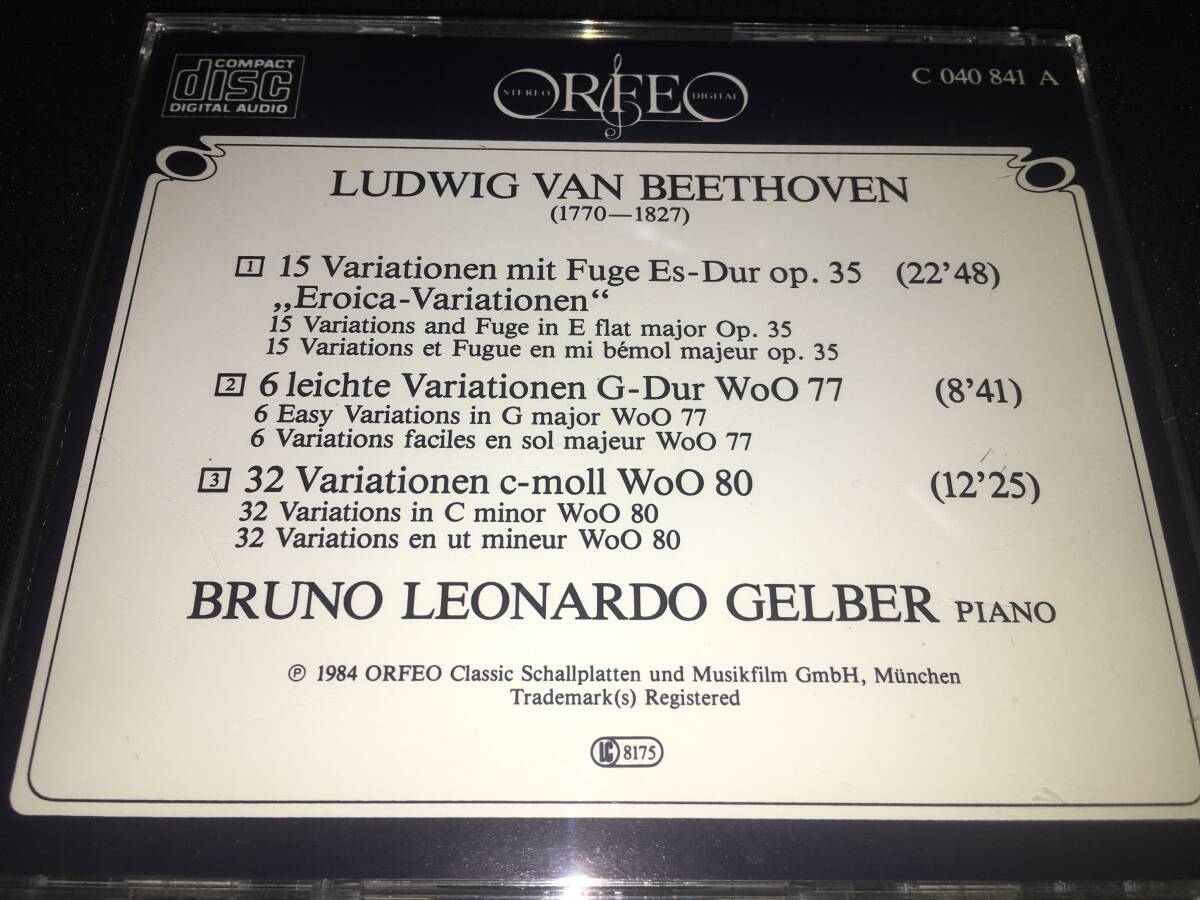 COMPACT
disc
DIGITAL AUDIO
STEREO ORFEO DIGITAL
C 040 841 A
LUDWIG VAN BEETHOVEN
(1770—1827)
1 15 Variationen mit Fuge Es-Dur op. 35 (22'48)
„Eroica-Variationen“
15 Variations and Fuge in E flat major Op. 35
15 Variations et Fugue en mi bémol majeur op. 35
2 6 leichte Variationen G-Dur WoO 77 (8'41)
6 Easy Variations in G major WoO 77
6 Variations faciles en sol majeur WoO 77
3 32 Variationen c-moll WoO 80 (12'25)
32 Variations in C minor WoO 80
32 Variations en ut mineur WoO 80
BRUNO LEONARDO GELBER PIANO
℗ 1984 ORFEO Classic Schallplatten und Musikfilm GmbH, München
Trademark(s) Registered
LC 8175